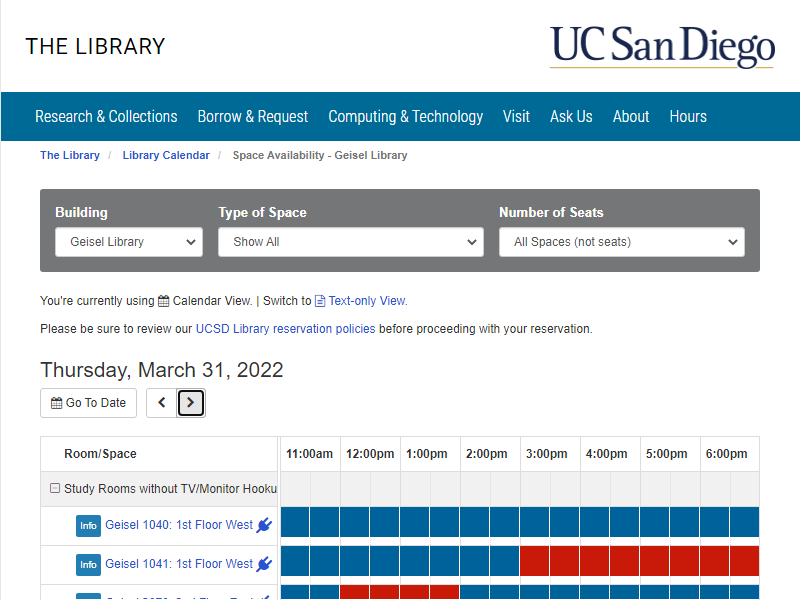 THE LIBRARY
UC San Diego
Research & Collections Borrow & Request Computing & Technology Visit Ask Us About Hours
The Library / Library Calendar / Space Availability - Geisel Library
Building Type of Space Number of Seats
Geisel Library Show All All Spaces (not seats)
You're currently using Calendar View. | Switch to Text-only View.
Please be sure to review our UCSD Library reservation policies before proceeding with your reservation.
Thursday, March 31, 2022
Go To Date
Room/Space 11:00am 12:00pm 1:00pm 2:00pm 3:00pm 4:00pm 5:00pm 6:00pm
Study Rooms without TV/Monitor Hooku
Info Geisel 1040: 1st Floor West
Info Geisel 1041: 1st Floor West